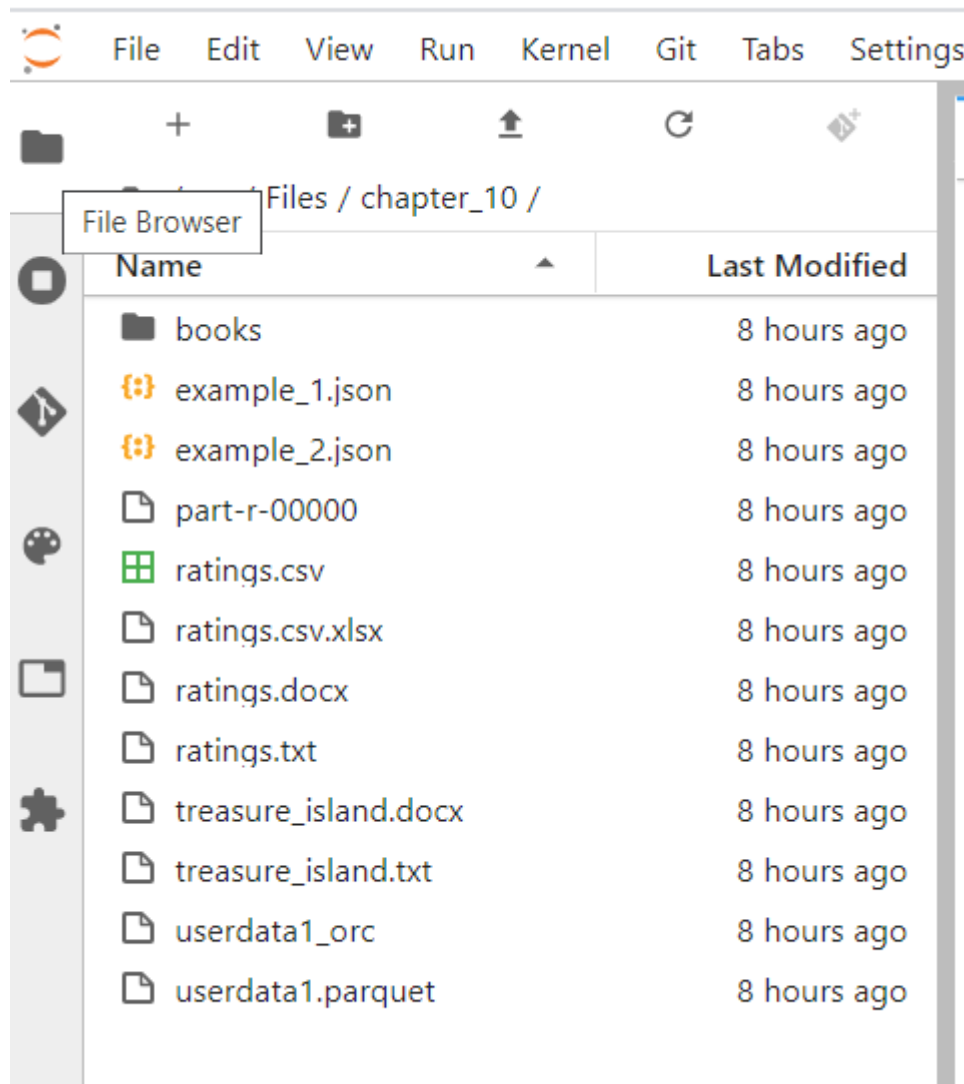 File Edit View Run Kernel Git Tabs Settings
/ ... / Files / chapter_10 /
File Browser
Name Last Modified
books 8 hours ago
example_1.json 8 hours ago
example_2.json 8 hours ago
part-r-00000 8 hours ago
ratings.csv 8 hours ago
ratings.csv.xlsx 8 hours ago
ratings.docx 8 hours ago
ratings.txt 8 hours ago
treasure_island.docx 8 hours ago
treasure_island.txt 8 hours ago
userdata1_orc 8 hours ago
userdata1.parquet 8 hours ago